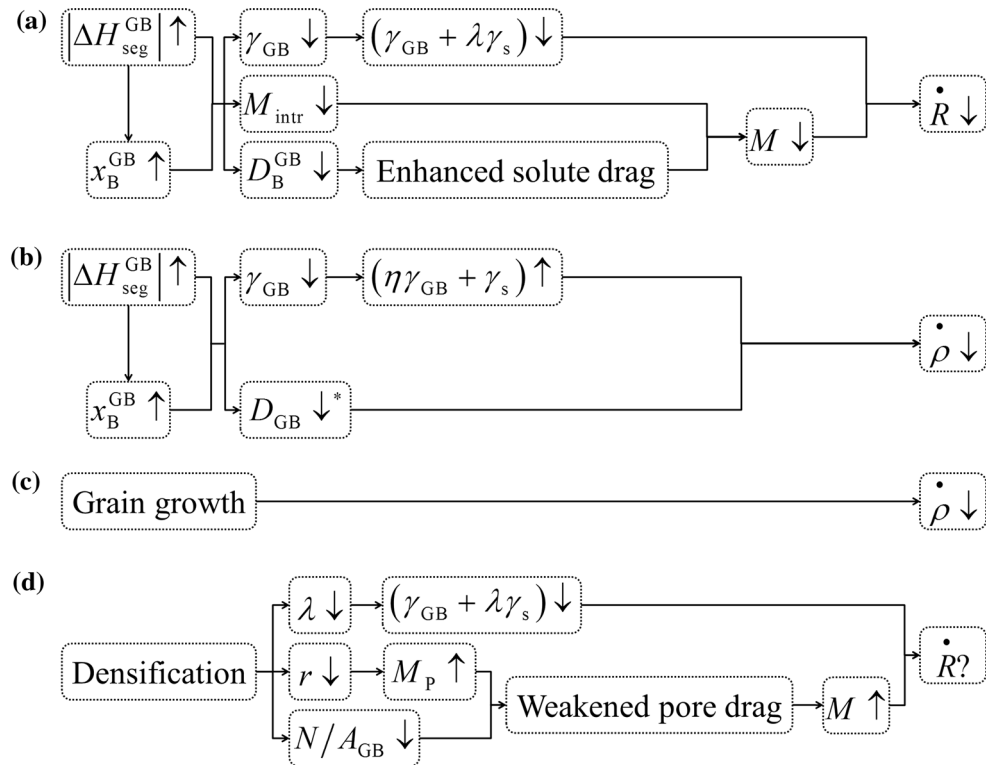 (a)
|ΔH_seg^GB| ↑
γ_GB ↓
(γ_GB + λγ_s) ↓
M_intr ↓
Ṙ ↓
M ↓
x_B^GB ↑
D_B^GB ↓
Enhanced solute drag
(b)
|ΔH_seg^GB| ↑
γ_GB ↓
(ηγ_GB + γ_s) ↑
ρ̇ ↓
x_B^GB ↑
D_GB ↓*
(c)
Grain growth
ρ̇ ↓
(d)
λ ↓
(γ_GB + λγ_s) ↓
Densification
r ↓
M_P ↑
Ṙ?
Weakened pore drag
M ↑
N/A_GB ↓